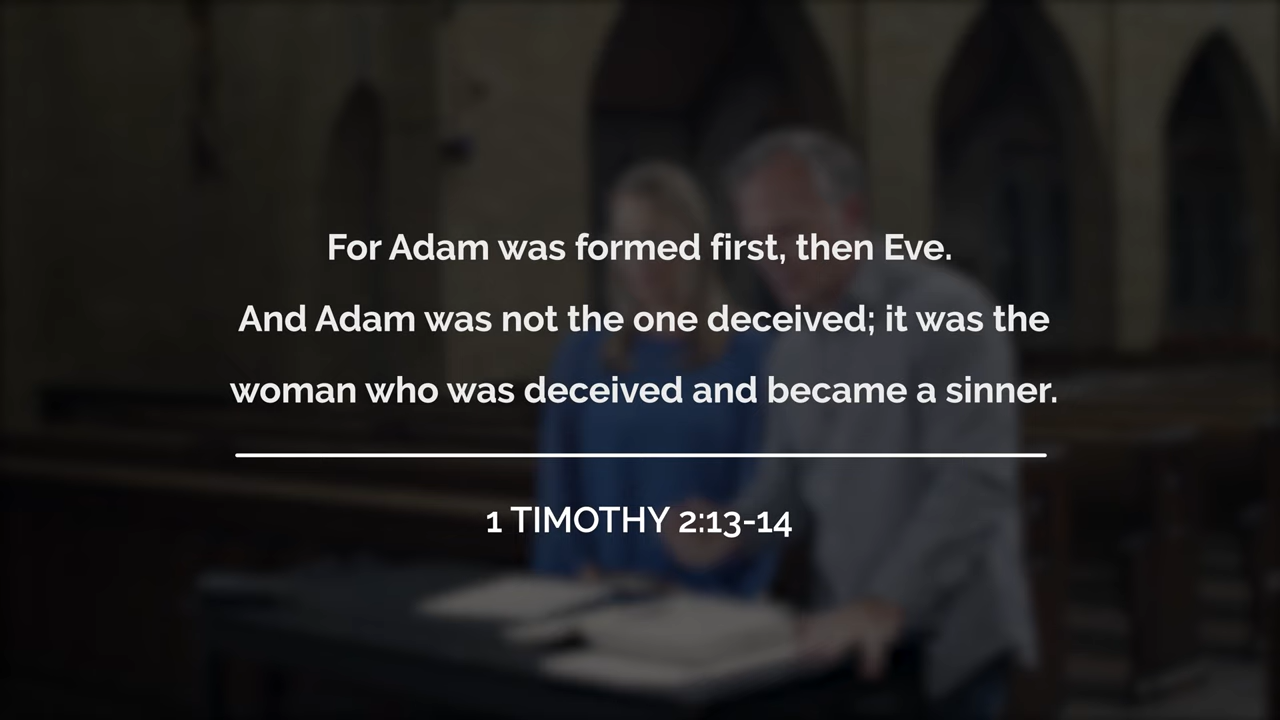 For Adam was formed first, then Eve.
And Adam was not the one deceived; it was the
woman who was deceived and became a sinner.
1 TIMOTHY 2:13-14